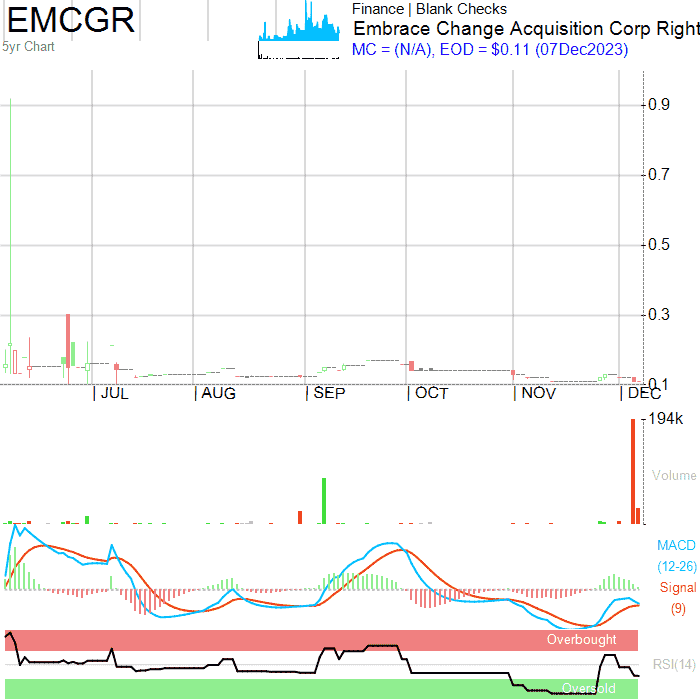 EMCGR
5yr Chart
Finance | Blank Checks
Embrace Change Acquisition Corp Right
MC = (N/A), EOD = $0.11 (07Dec2023)
0.9
0.7
0.5
0.3
0.1
| JUL | AUG | SEP | OCT | NOV | DEC
194k
Volume
MACD
(12-26)
Signal
(9)
Overbought
RSI(14)
Oversold